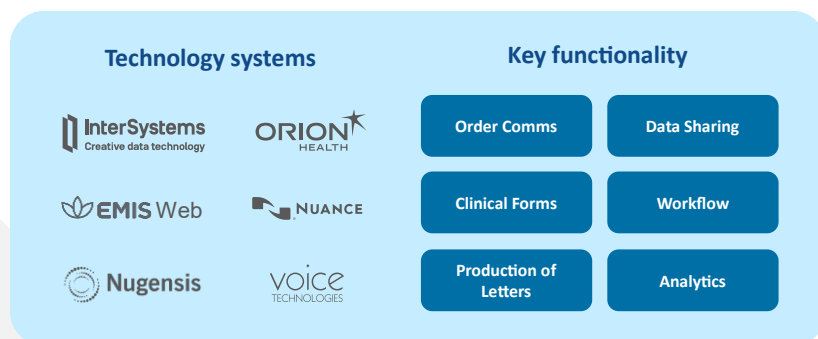 Technology systems
InterSystems
Creative data technology
ORION
HEALTH
EMIS Web
NUANCE
Nugensis
VOICE
TECHNOLOGIES
Key functionality
Order Comms
Data Sharing
Clinical Forms
Workflow
Production of
Letters
Analytics